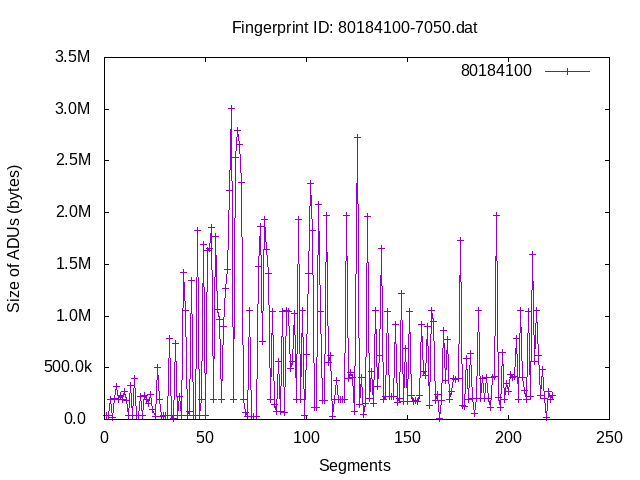 Fingerprint ID: 80184100-7050.dat
80184100
3.5M
3.0M
2.5M
2.0M
1.5M
1.0M
500.0k
0.0
Size of ADUs (bytes)
0 50 100 150 200 250
Segments